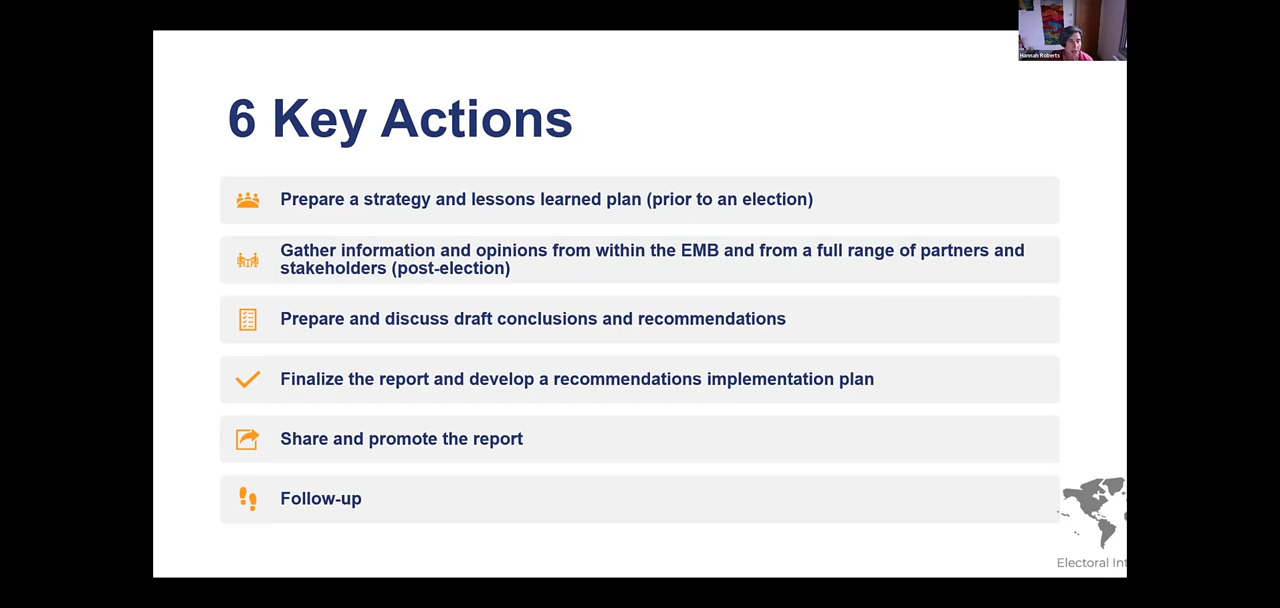 Hannah Roberts
6 Key Actions
Prepare a strategy and lessons learned plan (prior to an election)
Gather information and opinions from within the EMB and from a full range of partners and
stakeholders (post-election)
Prepare and discuss draft conclusions and recommendations
Finalize the report and develop a recommendations implementation plan
Share and promote the report
Follow-up
Electoral Int